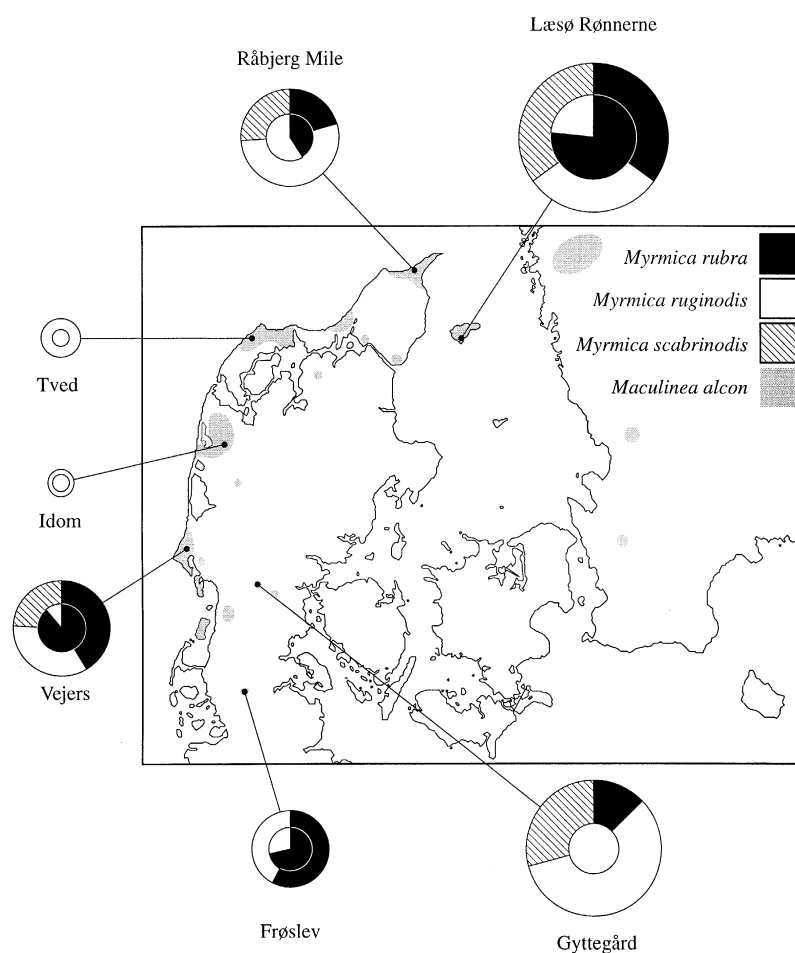 Læsø Rønnerne
Råbjerg Mile
Myrmica rubra
Myrmica ruginodis
Myrmica scabrinodis
Maculinea alcon
Tved
Idom
Vejers
Frøslev
Gyttegård